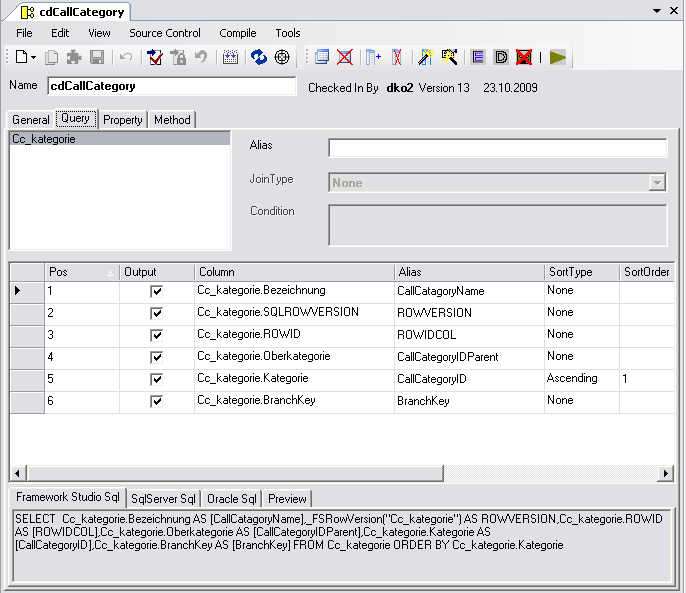 cdCallCategory
File Edit View Source Control Compile Tools
Name cdCallCategory Checked In By dko2 Version 13 23.10.2009
General Query Property Method
Cc_kategorie
Alias
JoinType None
Condition
Pos Output Column Alias SortType SortOrder
1 Cc_kategorie.Bezeichnung CallCatagoryName None
2 Cc_kategorie.SQLROWVERSION ROWVERSION None
3 Cc_kategorie.ROWID ROWIDCOL None
4 Cc_kategorie.Oberkategorie CallCategoryIDParent None
5 Cc_kategorie.Kategorie CallCategoryID Ascending 1
6 Cc_kategorie.BranchKey BranchKey None
Framework Studio Sql SqlServer Sql Oracle Sql Preview
SELECT Cc_kategorie.Bezeichnung AS [CallCatagoryName],_FSRowVersion("Cc_kategorie") AS ROWVERSION,Cc_kategorie.ROWID
AS [ROWIDCOL],Cc_kategorie.Oberkategorie AS [CallCategoryIDParent],Cc_kategorie.Kategorie AS
[CallCategoryID],Cc_kategorie.BranchKey AS [BranchKey] FROM Cc_kategorie ORDER BY Cc_kategorie.Kategorie